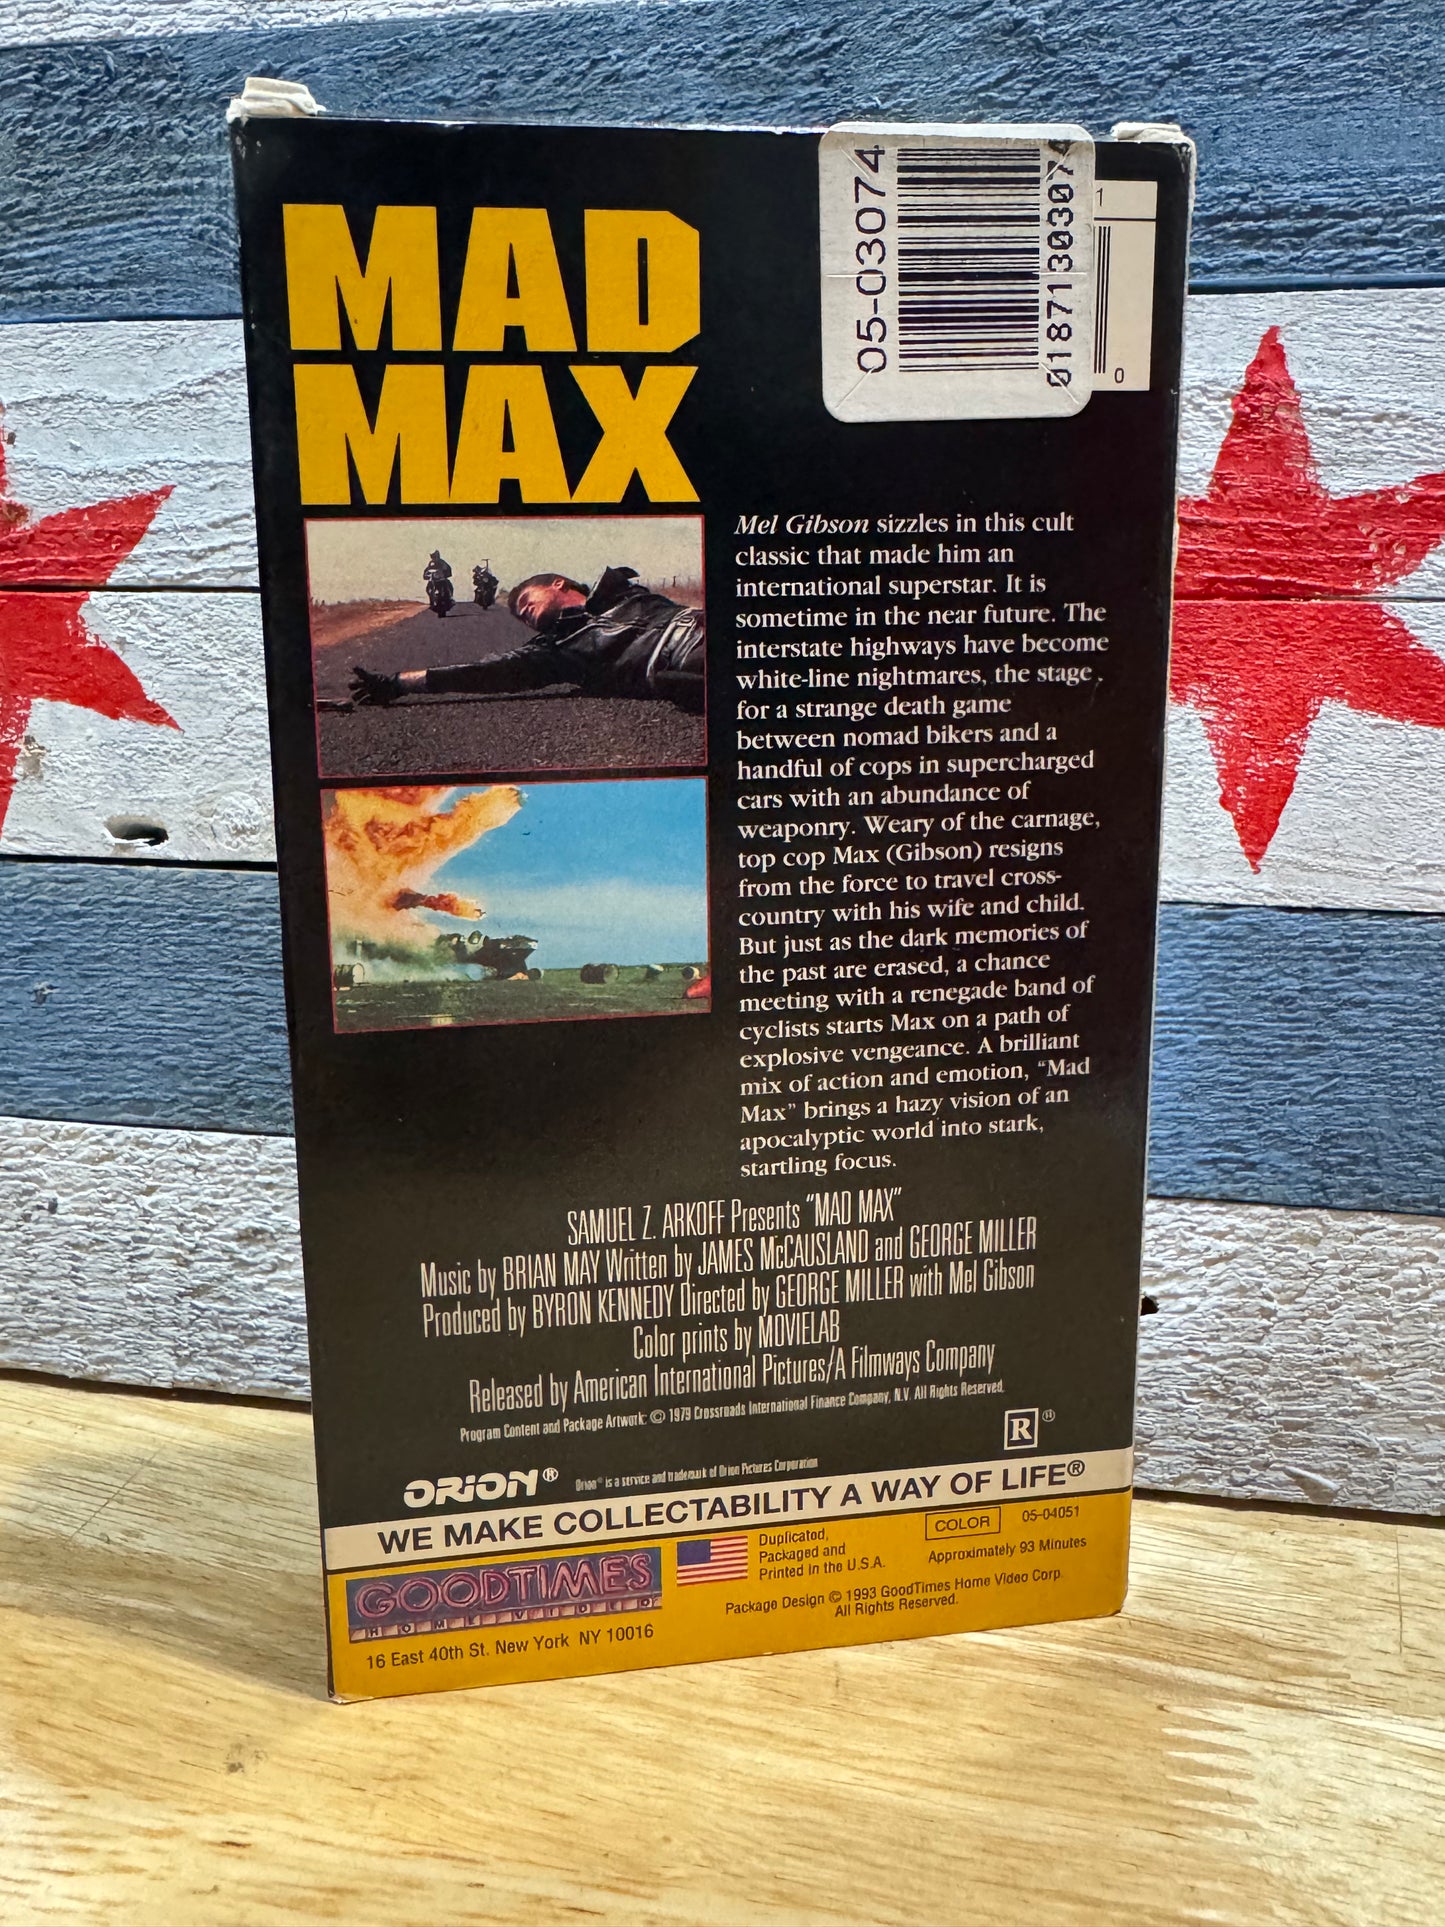 MAD
MAX
05-03074
1
0
Mel Gibson sizzles in this cult
classic that made him an
international superstar. It is
sometime in the near future. The
interstate highways have become
white-line nightmares, the stage
for a strange death game
between nomad bikers and a
handful of cops in supercharged
cars with an abundance of
weaponry. Weary of the carnage,
top cop Max (Gibson) resigns
from the force to travel cross-
country with his wife and child.
But just as the dark memories of
the past are erased, a chance
meeting with a renegade band of
cyclists starts Max on a path of
explosive vengeance. A brilliant
mix of action and emotion, “Mad
Max” brings a hazy vision of an
apocalyptic world into stark,
startling focus.
SAMUEL Z. ARKOFF Presents "MAD MAX"
Music by BRIAN MAY Written by JAMES McCAUSLAND and GEORGE MILLER
Produced by BYRON KENNEDY Directed by GEORGE MILLER with Mel Gibson
Color prints by MOVIELAB
Released by American International Pictures/A Filmways Company
Program Content and Package Artwork: © 1979 Crossroads International Finance Company, N.V. All Rights Reserved.
R ®
ORION® Orion® is a service and trademark of Orion Pictures Corporation
WE MAKE COLLECTABILITY A WAY OF LIFE®
GOODTIMES
HOME VIDEO
16 East 40th St. New York NY 10016
Duplicated,
Packaged and
Printed in the U.S.A.
COLOR 05-04051
Approximately 93 Minutes
Package Design © 1993 GoodTimes Home Video Corp.
All Rights Reserved.